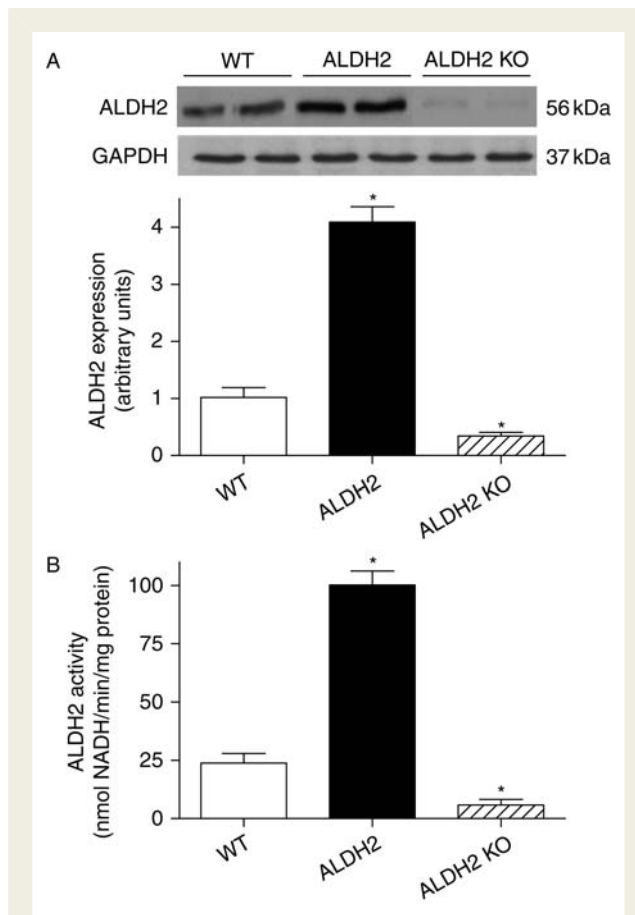 A
WT ALDH2 ALDH2 KO
ALDH2 56 kDa
GAPDH 37 kDa
ALDH2 expression
(arbitrary units)
4
3
2
1
0
*
*
WT ALDH2 ALDH2 KO
B
ALDH2 activity
(nmol NADH/min/mg protein)
100
75
50
25
0
*
*
WT ALDH2 ALDH2 KO